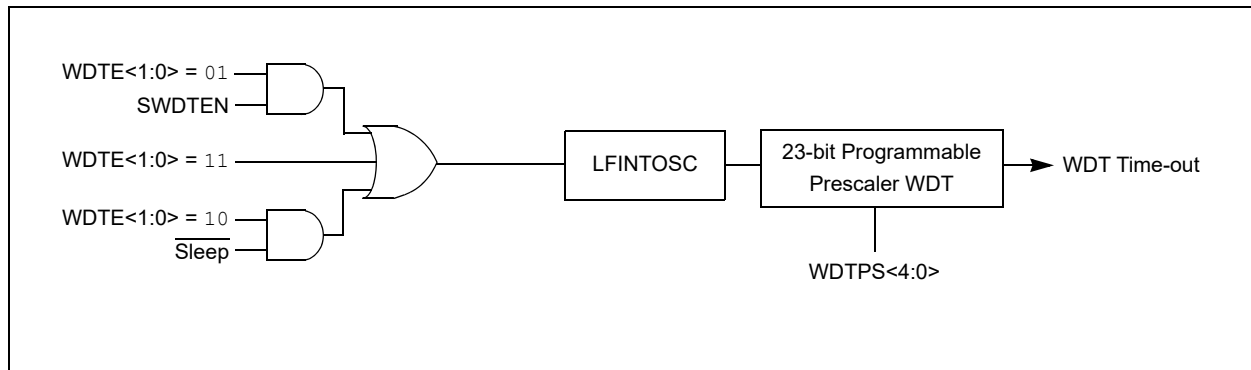 WDTE<1:0> = 01
SWDTEN
WDTE<1:0> = 11
WDTE<1:0> = 10
Sleep
LFINTOSC
23-bit Programmable
Prescaler WDT
WDT Time-out
WDTPS<4:0>